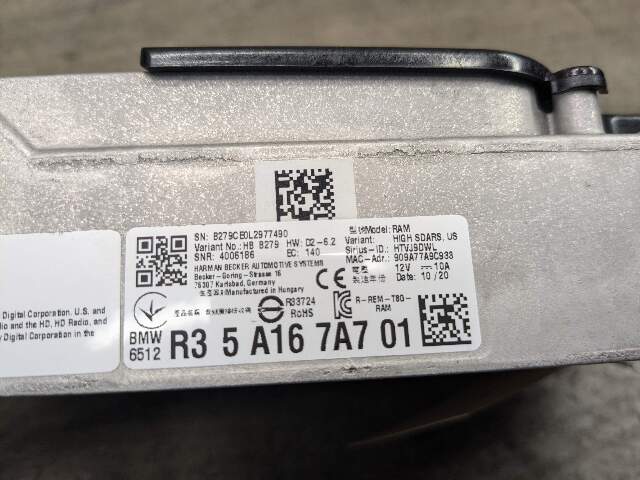 SN: B279CE0L2977490
Variant No.: HB B279 HW: D2-6.2
SNR: 4006186 EC: 140
HARMAN BECKER AUTOMOTIVE SYSTEMS
Becker-Goring-Strasse 16
76307 Karlsbad, Germany
Manufactured in Hungary
Model: RAM
Variant: HIGH SDARS, US
Sirius-ID: HTVJ9DWL
MAC-Adr.: 909A77A9C933
12V 10A
10/20
R33724
RoHS
R-REM-T80-
RAM
BMW
6512
R3 5 A16 7A7 01
Digital Corporation. U.S. and
dio and the HD, HD Radio, and
Digital Corporation in the